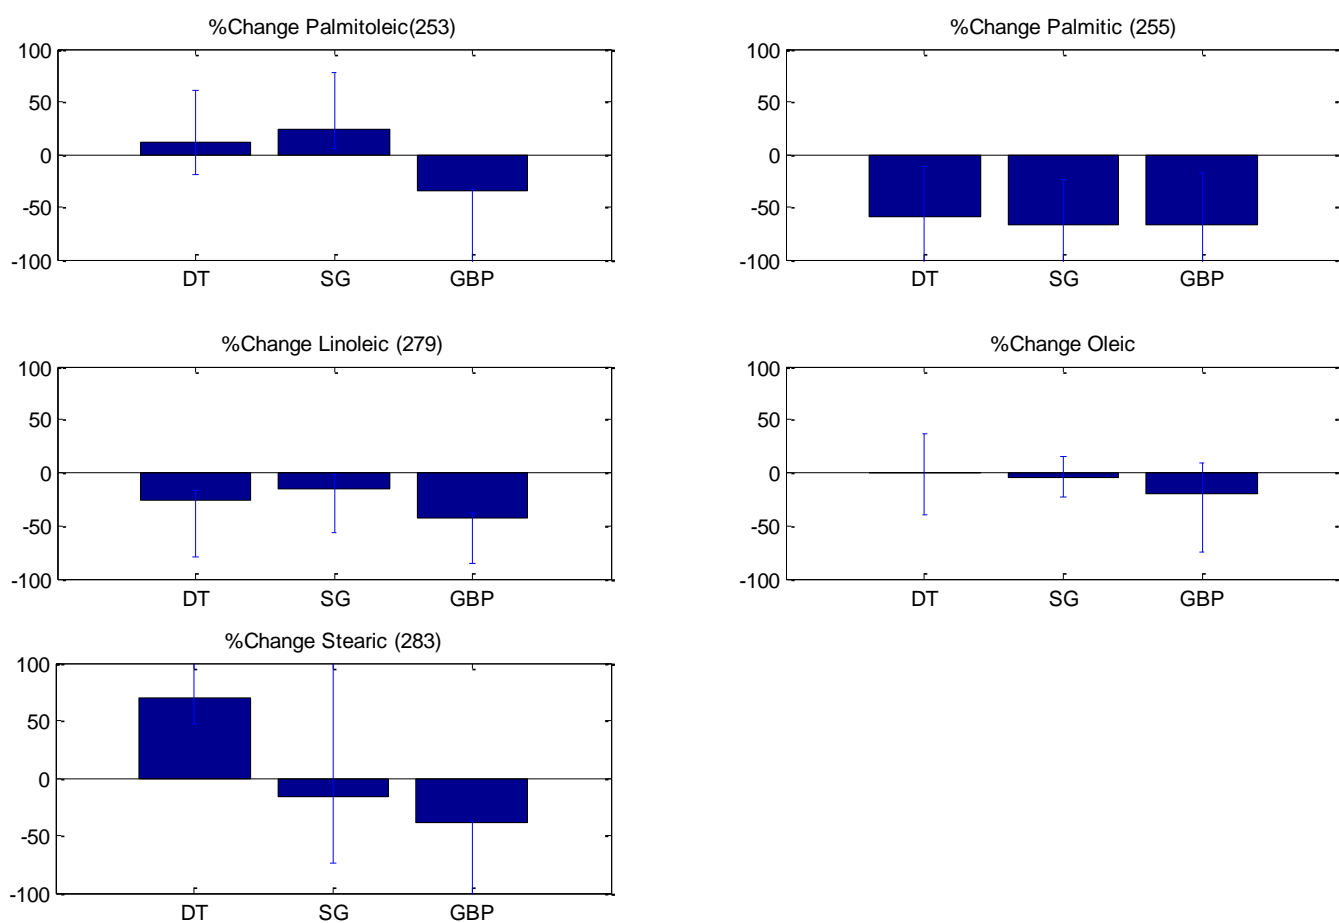 %Change Palmitoleic(253)
100
50
0
-50
-100
DT SG GBP
%Change Palmitic (255)
100
50
0
-50
-100
DT SG GBP
%Change Linoleic (279)
100
50
0
-50
-100
DT SG GBP
%Change Oleic
100
50
0
-50
-100
DT SG GBP
%Change Stearic (283)
100
50
0
-50
-100
DT SG GBP